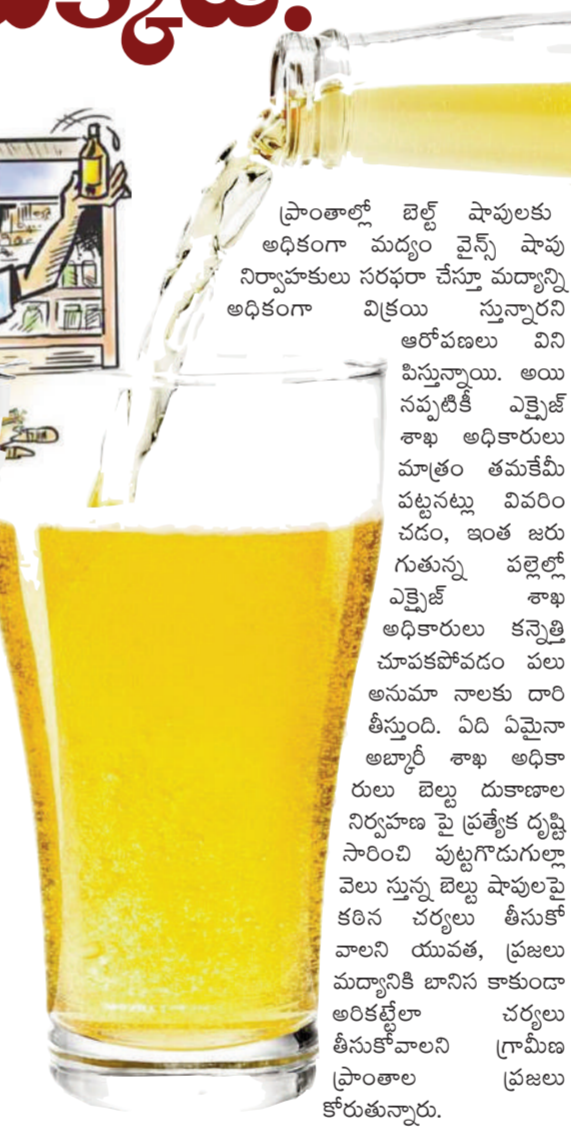 ప్రాంతాల్లో బెల్ట్ షాపులకు
అధికంగా మద్యం వైన్స్ షాపు
నిర్వాహకులు సరఫరా చేస్తూ మద్యాన్ని
అధికంగా విక్రయి స్తున్నారని
ఆరోపణలు విని
పిస్తున్నాయి. అయి
నప్పటికీ ఎక్సైజ్
శాఖ అధికారులు
మాత్రం తమకేమీ
పట్టనట్లు వివరిం
చడం, ఇంత జరు
గుతున్న పల్లెల్లో
ఎక్సైజ్ శాఖ
అధికారులు కన్నెత్తి
చూపకపోవడం పలు
అనుమా నాలకు దారి
తీస్తుంది. ఏది ఏమైనా
అబ్కారీ శాఖ అధికా
రులు బెల్టు దుకాణాల
నిర్వహణ పై ప్రత్యేక దృష్టి
సారించి పుట్టగొడుగుల్లా
వెలు స్తున్న బెల్టు షాపులపై
కఠిన చర్యలు తీసుకో
వాలని యువత, ప్రజలు
మద్యానికి బానిస కాకుండా
అరికట్టేలా చర్యలు
తీసుకోవాలని గ్రామీణ
ప్రాంతాల ప్రజలు
కోరుతున్నారు.